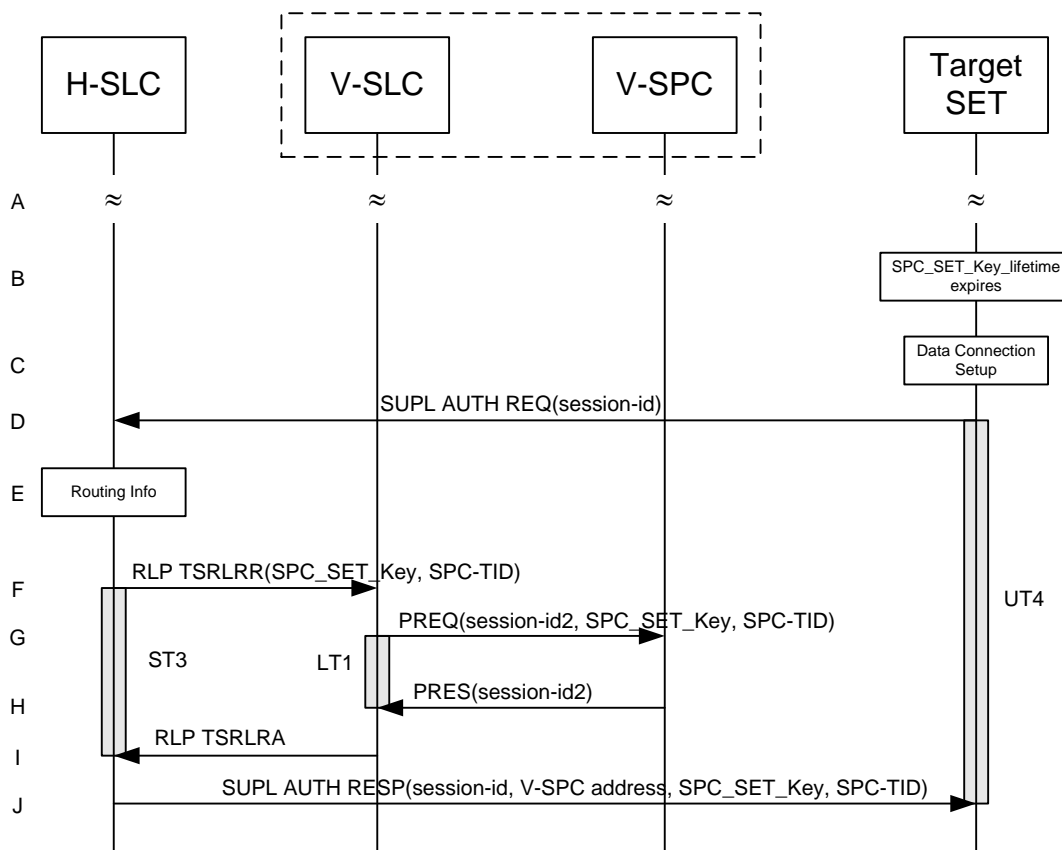 H-SLC
V-SLC
V-SPC
Target
SET
A
≈ ≈ ≈ ≈
B
SPC_SET_Key_lifetime
expires
C
Data Connection
Setup
SUPL AUTH REQ(session-id)
D
E
Routing Info
RLP TSRLRR(SPC_SET_Key, SPC-TID)
F
UT4
PREQ(session-id2, SPC_SET_Key, SPC-TID)
G
ST3
LT1
PRES(session-id2)
H
RLP TSRLRA
I
SUPL AUTH RESP(session-id, V-SPC address, SPC_SET_Key, SPC-TID)
J